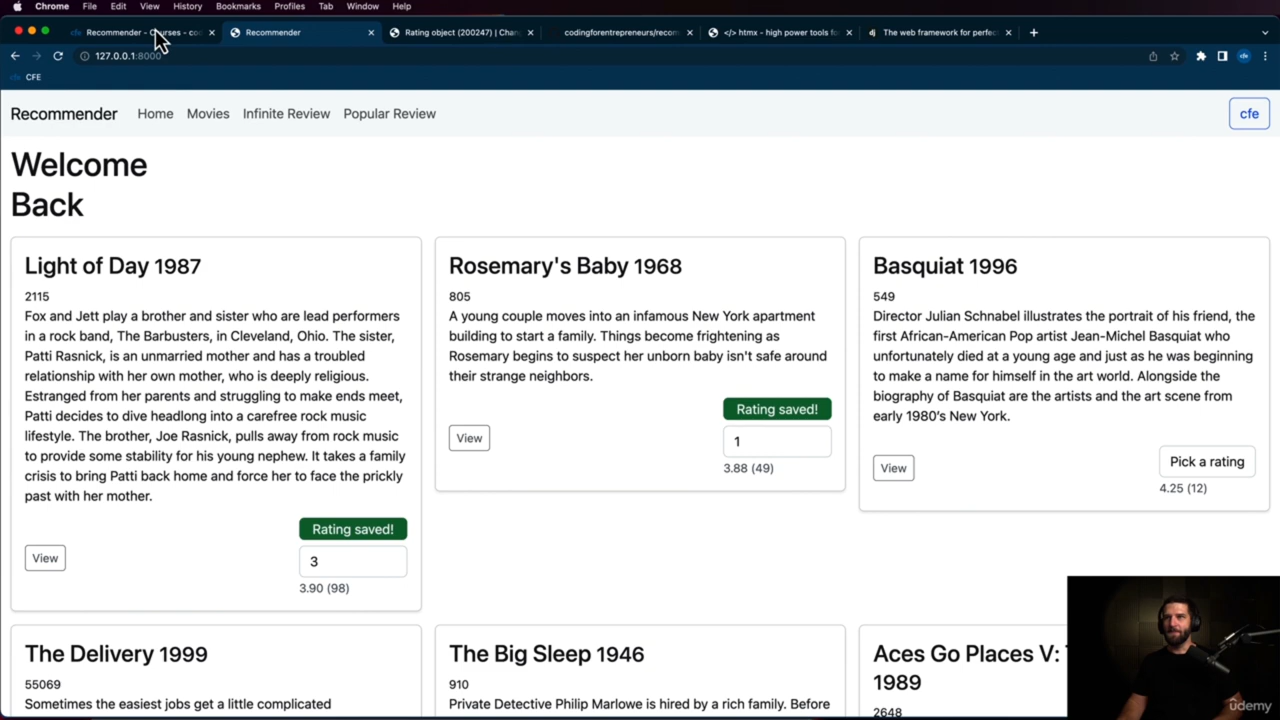 Chrome File Edit View History Bookmarks Profiles Tab Window Help
Recommender - Courses - co
Recommender
Rating object (200247) | Chan
codingforentrepreneurs/recom
</> htmx - high power tools fo
dj The web framework for perfec
127.0.0.1:8000
CFE
Recommender Home Movies Infinite Review Popular Review cfe
Welcome
Back
Light of Day 1987
2115
Fox and Jett play a brother and sister who are lead performers
in a rock band, The Barbusters, in Cleveland, Ohio. The sister,
Patti Rasnick, is an unmarried mother and has a troubled
relationship with her own mother, who is deeply religious.
Estranged from her parents and struggling to make ends meet,
Patti decides to dive headlong into a carefree rock music
lifestyle. The brother, Joe Rasnick, pulls away from rock music
to provide some stability for his young nephew. It takes a family
crisis to bring Patti back home and force her to face the prickly
past with her mother.
Rating saved!
View
3
3.90 (98)
Rosemary's Baby 1968
805
A young couple moves into an infamous New York apartment
building to start a family. Things become frightening as
Rosemary begins to suspect her unborn baby isn't safe around
their strange neighbors.
Rating saved!
View
1
3.88 (49)
Basquiat 1996
549
Director Julian Schnabel illustrates the portrait of his friend, the
first African-American Pop artist Jean-Michel Basquiat who
unfortunately died at a young age and just as he was beginning
to make a name for himself in the art world. Alongside the
biography of Basquiat are the artists and the art scene from
early 1980's New York.
View
Pick a rating
4.25 (12)
The Delivery 1999
55069
Sometimes the easiest jobs get a little complicated
The Big Sleep 1946
910
Private Detective Philip Marlowe is hired by a rich family. Before
Aces Go Places V:
1989
2648
udemy